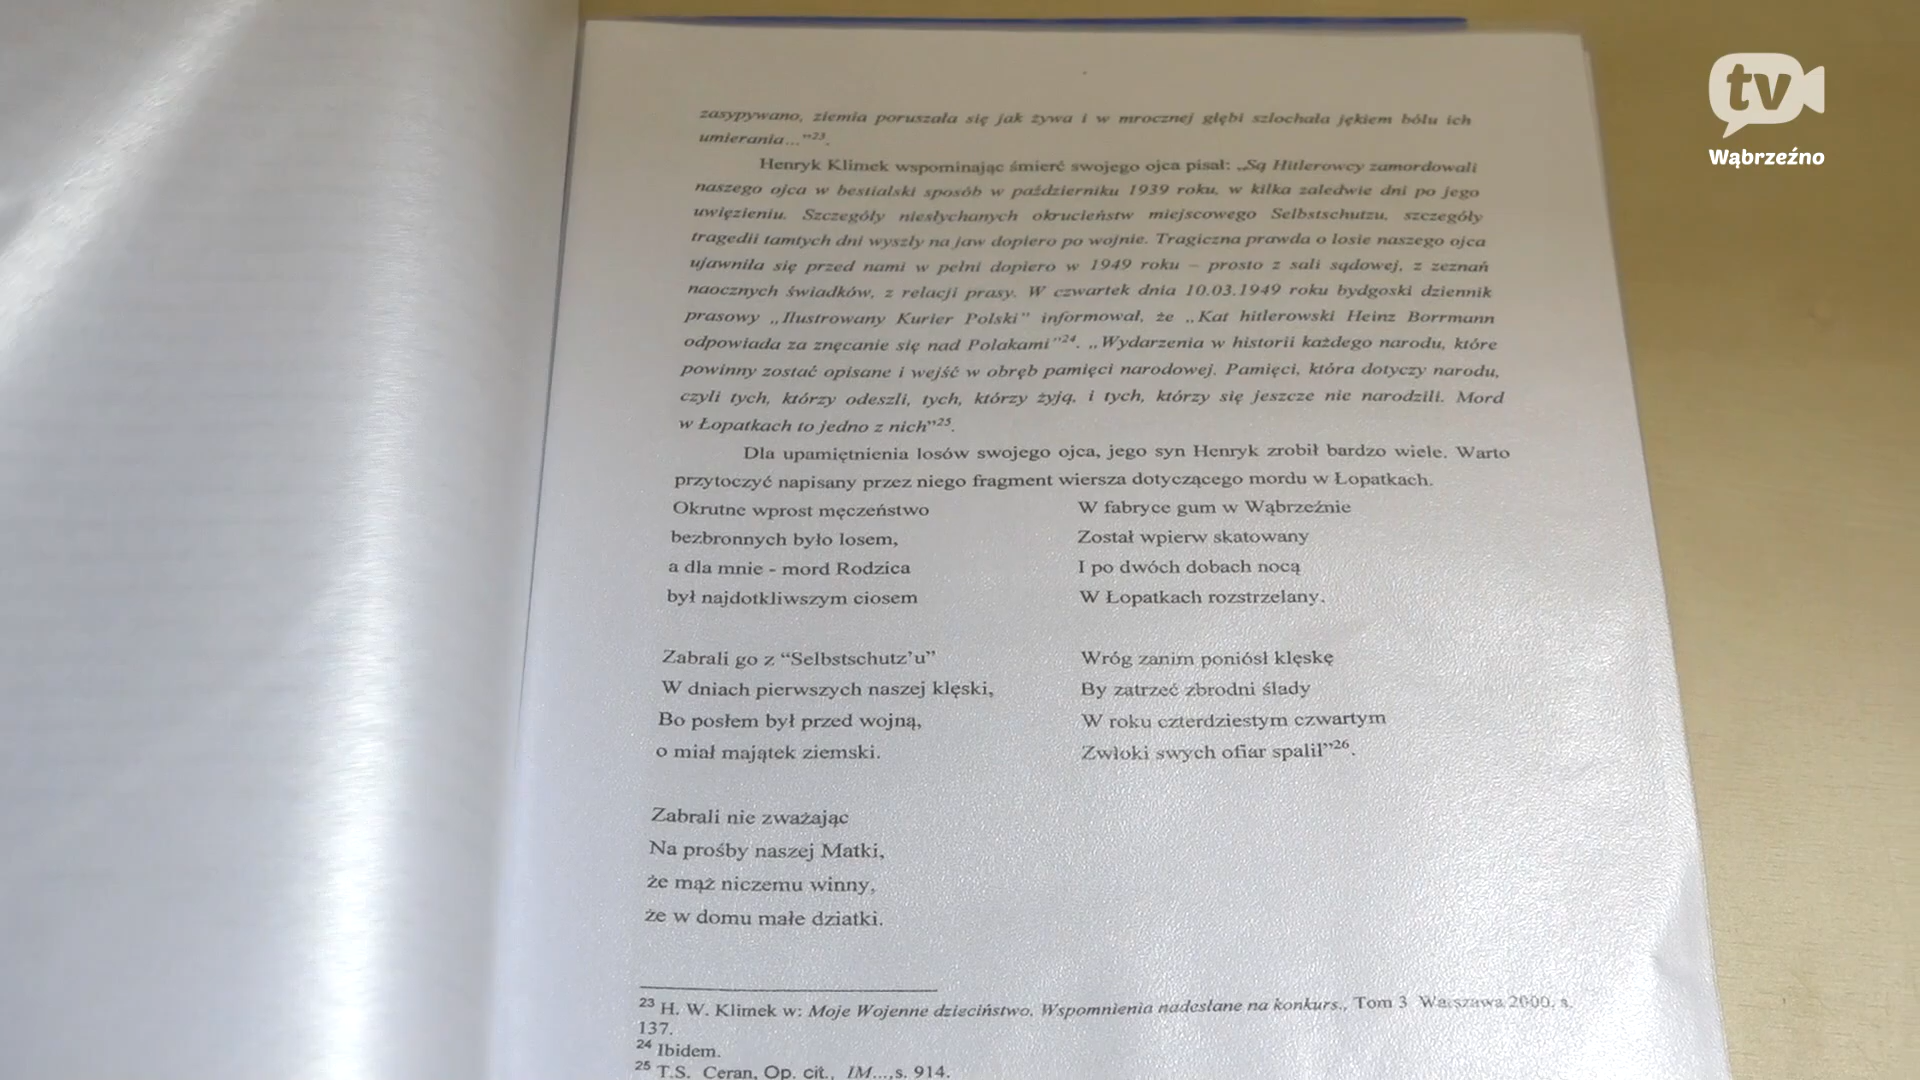 zasypywano, ziemia poruszała się jak żywa i w mrocznej głębi szlochała jękiem bólu ich
umierania..."²³.
Henryk Klimek wspominając śmierć swojego ojca pisał: „Są Hitlerowcy zamordowali
naszego ojca w bestialski sposób w październiku 1939 roku, w kilka zaledwie dni po jego
uwięzieniu. Szczegóły niesłychanych okrucieństw miejscowego Selbstschutzu, szczegóły
tragedii tamtych dni wyszły na jaw dopiero po wojnie. Tragiczna prawda o losie naszego ojca
ujawniła się przed nami w pełni dopiero w 1949 roku – prosto z sali sądowej, z zeznań
naocznych świadków, z relacji prasy. W czwartek dnia 10.03.1949 roku bydgoski dziennik
prasowy „Ilustrowany Kurier Polski" informował, że „Kat hitlerowski Heinz Borrmann
odpowiada za znęcanie się nad Polakami"²⁴. „Wydarzenia w historii każdego narodu, które
powinny zostać opisane i wejść w obręb pamięci narodowej. Pamięci, która dotyczy narodu,
czyli tych, którzy odeszli, tych, którzy żyją, i tych, którzy się jeszcze nie narodzili. Mord
w Łopatkach to jedno z nich"²⁵.
Dla upamiętnienia losów swojego ojca, jego syn Henryk zrobił bardzo wiele. Warto
przytoczyć napisany przez niego fragment wiersza dotyczącego mordu w Łopatkach.
Okrutne wprost męczeństwo
bezbronnych było losem,
a dla mnie - mord Rodzica
był najdotkliwszym ciosem
Zabrali go z “Selbstschutz’u”
W dniach pierwszych naszej klęski,
Bo posłem był przed wojną,
o miał majątek ziemski.
Zabrali nie zważając
Na prośby naszej Matki,
że mąż niczemu winny,
że w domu małe dziatki.
W fabryce gum w Wąbrzeźnie
Został wpierw skatowany
I po dwóch dobach nocą
W Łopatkach rozstrzelany.
Wróg zanim poniósł klęskę
By zatrzeć zbrodni ślady
W roku czterdziestym czwartym
Zwłoki swych ofiar spalił”²⁶.
²³ H. W. Klimek w: Moje Wojenne dzieciństwo, Wspomnienia nadesłane na konkurs., Tom 3 Warszawa 2000, s.
137.
²⁴ Ibidem.
²⁵ T.S. Ceran, Op. cit., IM...,s. 914.
tv
Wąbrzeźno